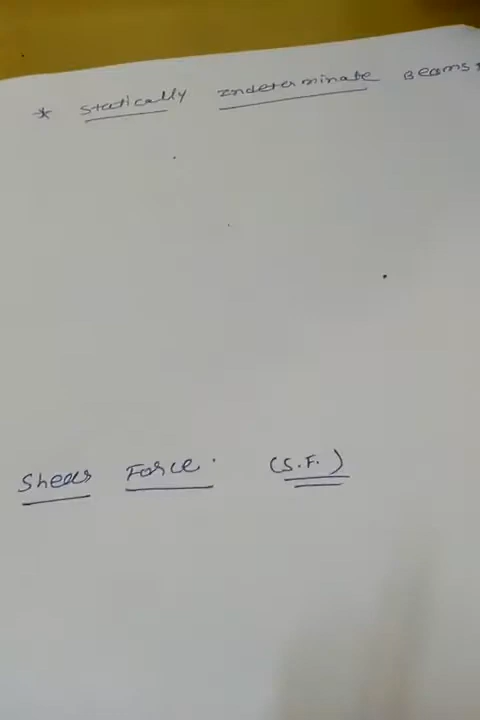 * Statically Indeterminate Beams
Shear Force. (S.F.)